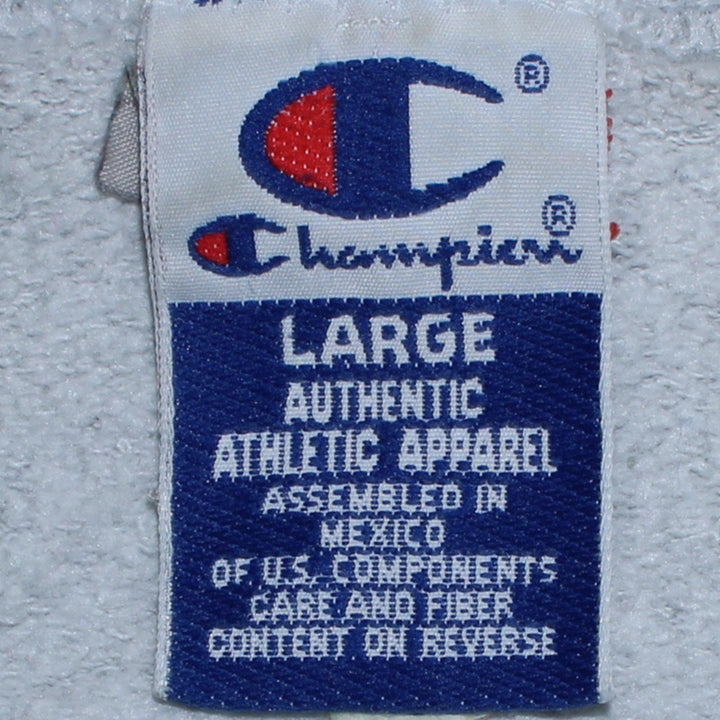 ®
Champion®
LARGE
AUTHENTIC
ATHLETIC APPAREL
ASSEMBLED IN
MEXICO
OF U.S. COMPONENTS
CARE AND FIBER
CONTENT ON REVERSE